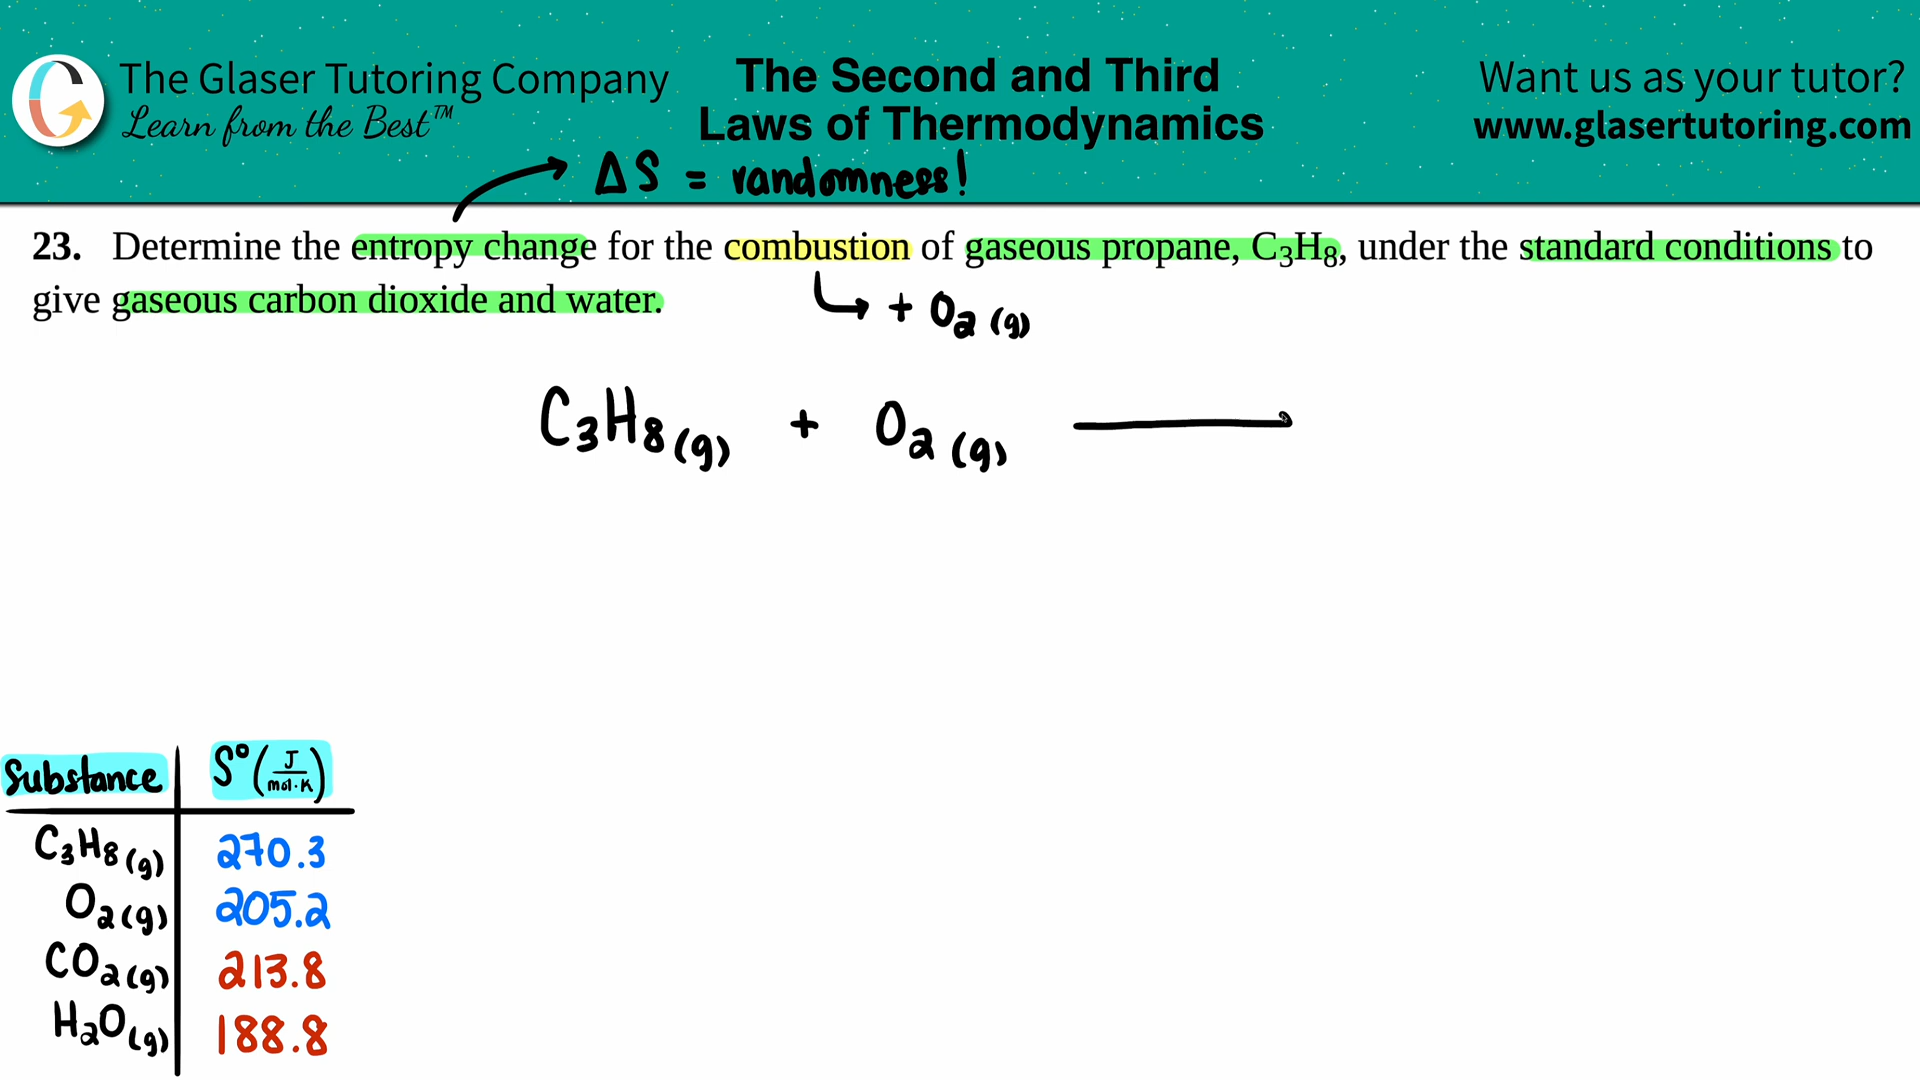 The Glaser Tutoring Company
Learn from the Best™
The Second and Third
Laws of Thermodynamics
Want us as your tutor?
www.glasertutoring.com
ΔS = randomness!
23. Determine the entropy change for the combustion of gaseous propane, C₃H₈, under the standard conditions to
give gaseous carbon dioxide and water.
+ O₂ (g)
C₃H₈ (g) + O₂ (g) →
Substance S° (J/mol·K)
C₃H₈ (g) 270.3
O₂ (g) 205.2
CO₂ (g) 213.8
H₂O (g) 188.8